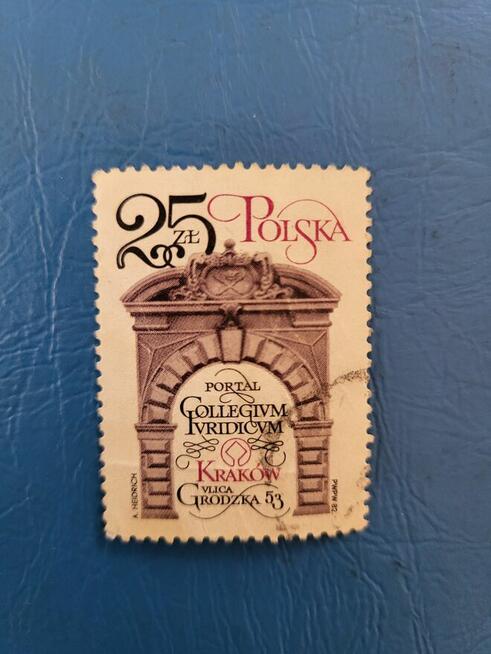 25 ZŁ POLSKA
PORTAL
COLLEGIVM
IVRIDICVM
KRAKÓW
VLICA
GRODZKA 53
A. HEIDRICH
PWPW 82